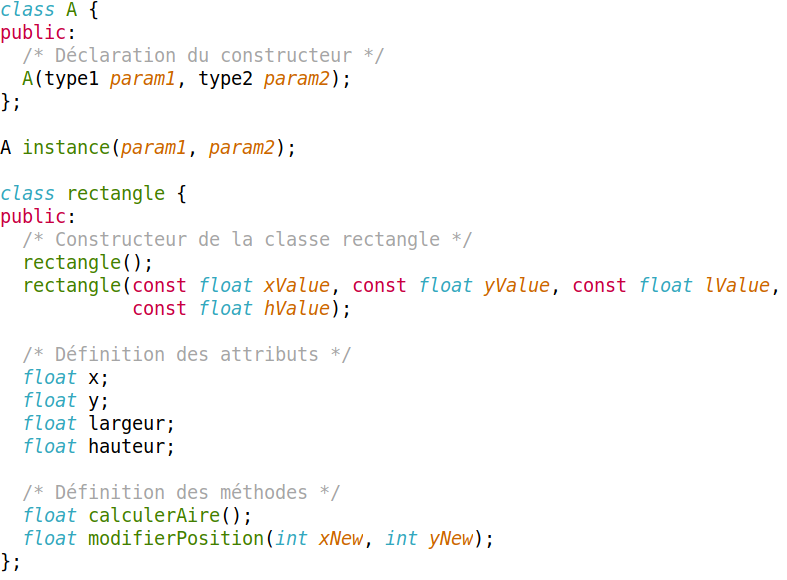 class A {
public:
  /* Déclaration du constructeur */
  A(type1 param1, type2 param2);
};

A instance(param1, param2);

class rectangle {
public:
  /* Constructeur de la classe rectangle */
  rectangle();
  rectangle(const float xValue, const float yValue, const float lValue,
            const float hValue);

  /* Définition des attributs */
  float x;
  float y;
  float largeur;
  float hauteur;

  /* Définition des méthodes */
  float calculerAire();
  float modifierPosition(int xNew, int yNew);
};